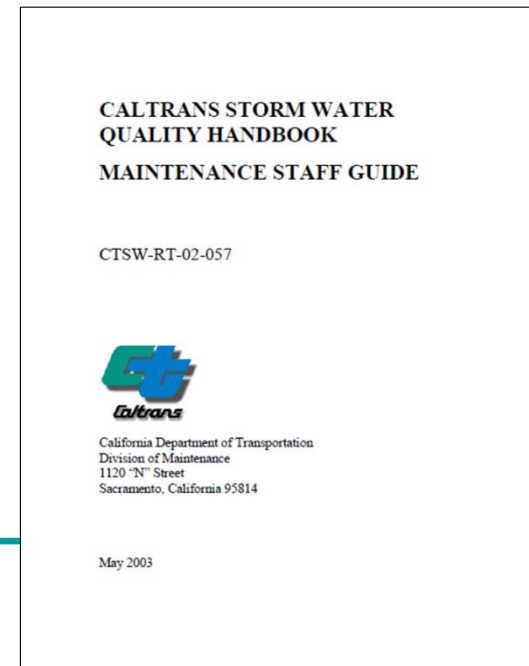 CALTRANS STORM WATER
QUALITY HANDBOOK
MAINTENANCE STAFF GUIDE
CTSW-RT-02-057
Ct
Caltrans
California Department of Transportation
Division of Maintenance
1120 “N” Street
Sacramento, California 95814
May 2003